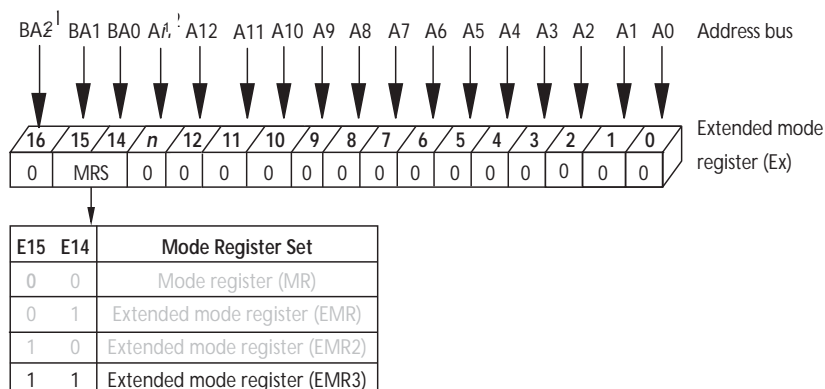 BA2 1 BA1 BA0 An 2 A12 A11 A10 A9 A8 A7 A6 A5 A4 A3 A2 A1 A0 Address bus
16 15 14 n 12 11 10 9 8 7 6 5 4 3 2 1 0 Extended mode
register (Ex)
0 MRS 0 0 0 0 0 0 0 0 0 0 0 0 0 0
E15 E14 Mode Register Set
0 0 Mode register (MR)
0 1 Extended mode register (EMR)
1 0 Extended mode register (EMR2)
1 1 Extended mode register (EMR3)